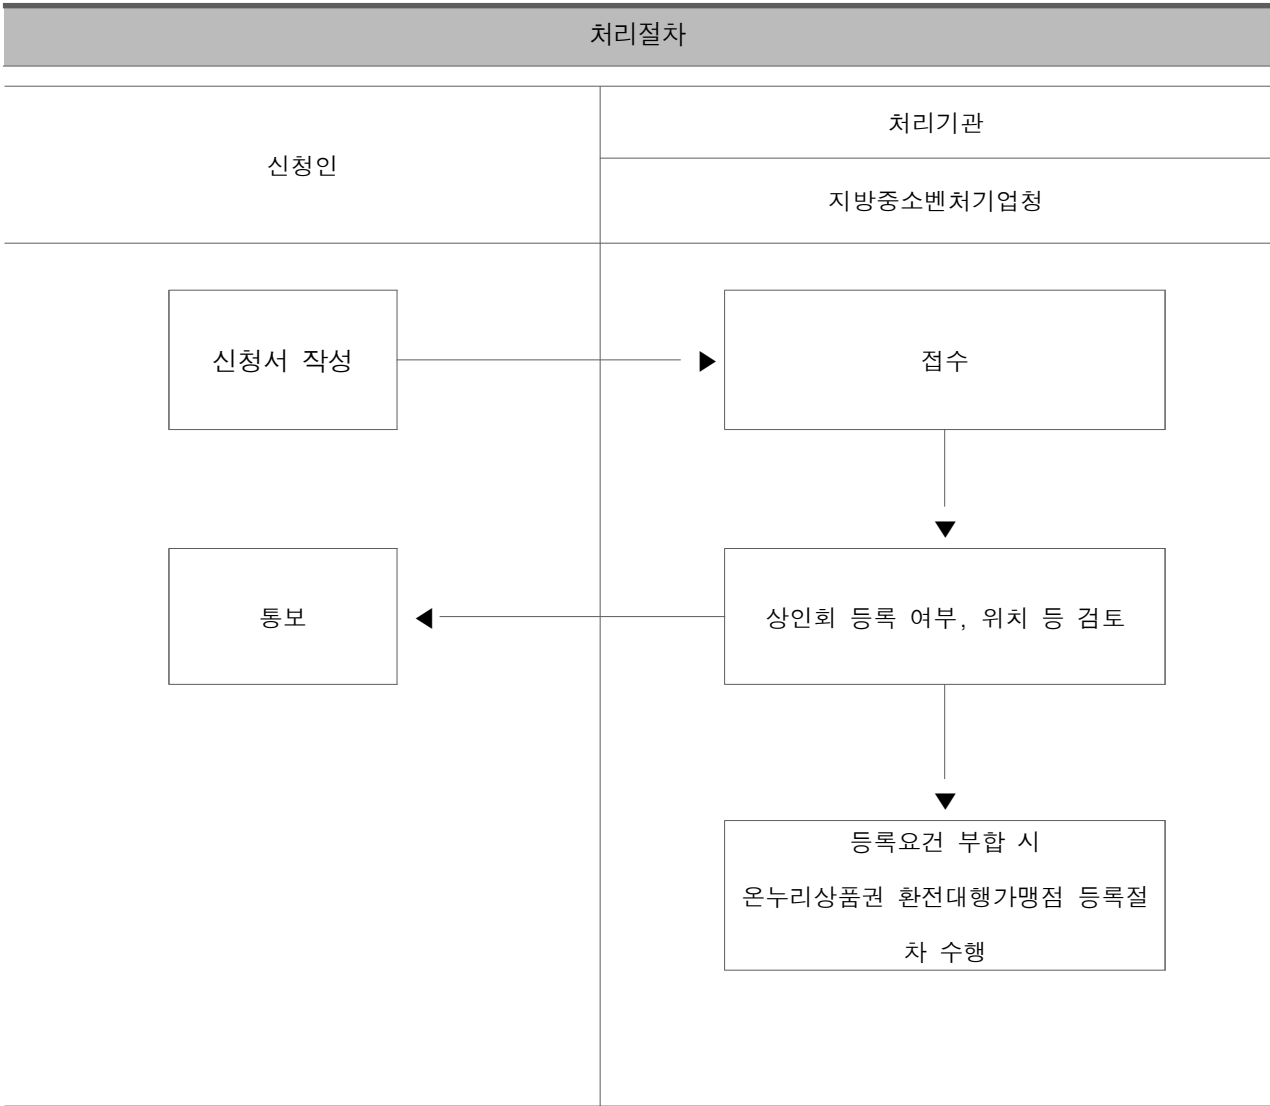 처리절차
신청인
처리기관
지방중소벤처기업청
신청서 작성
접수
통보
상인회 등록 여부, 위치 등 검토
등록요건 부합 시
온누리상품권 환전대행가맹점 등록절
차 수행